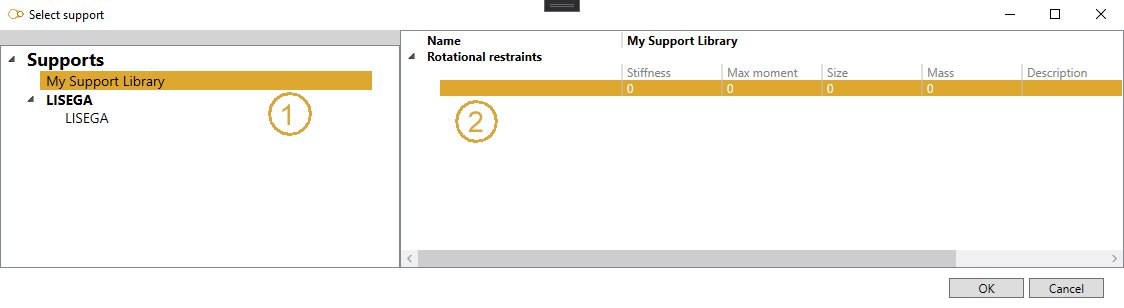 Select support
Supports
My Support Library
LISEGA
LISEGA
1
Name My Support Library
Rotational restraints
Stiffness Max moment Size Mass Description
0 0 0 0
2
OK Cancel